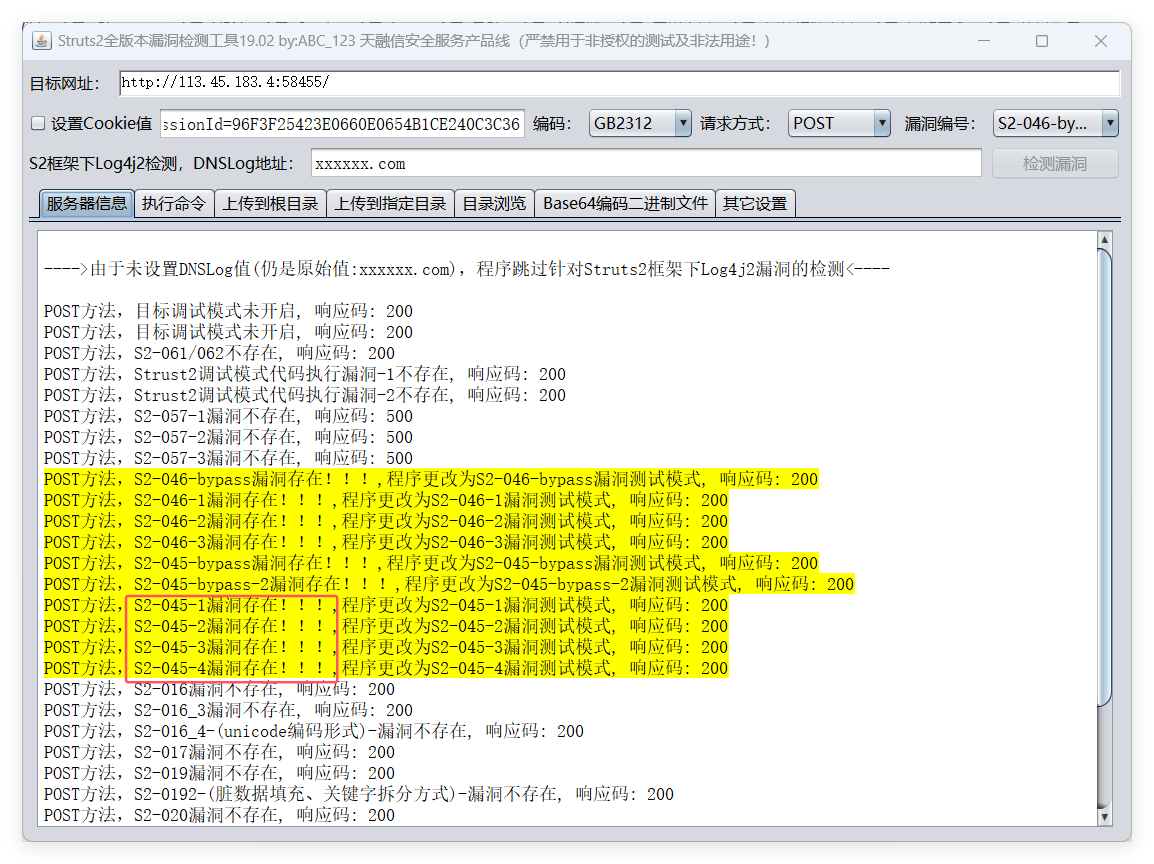 Struts2全版本漏洞检测工具19.02 by:ABC_123 天融信安全服务产品线（严禁用于非授权的测试及非法用途！）
目标网址： http://113.45.183.4:58455/
设置Cookie值 ssionId=96F3F25423E0660E0654B1CE240C3C36 编码： GB2312 请求方式： POST 漏洞编号： S2-046-by...
S2框架下Log4j2检测，DNSLog地址： xxxxxx.com 检测漏洞
服务器信息 执行命令 上传到根目录 上传到指定目录 目录浏览 Base64编码二进制文件 其它设置
---->由于未设置DNSLog值(仍是原始值:xxxxxx.com)，程序跳过针对Struts2框架下Log4j2漏洞的检测<----
POST方法，目标调试模式未开启, 响应码: 200
POST方法，目标调试模式未开启, 响应码: 200
POST方法，S2-061/062不存在, 响应码: 200
POST方法，Strust2调试模式代码执行漏洞-1不存在, 响应码: 200
POST方法，Strust2调试模式代码执行漏洞-2不存在, 响应码: 200
POST方法，S2-057-1漏洞不存在, 响应码: 500
POST方法，S2-057-2漏洞不存在, 响应码: 500
POST方法，S2-057-3漏洞不存在, 响应码: 500
POST方法，S2-046-bypass漏洞存在！！！,程序更改为S2-046-bypass漏洞测试模式, 响应码: 200
POST方法，S2-046-1漏洞存在！！！,程序更改为S2-046-1漏洞测试模式, 响应码: 200
POST方法，S2-046-2漏洞存在！！！,程序更改为S2-046-2漏洞测试模式, 响应码: 200
POST方法，S2-046-3漏洞存在！！！,程序更改为S2-046-3漏洞测试模式, 响应码: 200
POST方法，S2-045-bypass漏洞存在！！！,程序更改为S2-045-bypass漏洞测试模式, 响应码: 200
POST方法，S2-045-bypass-2漏洞存在！！！,程序更改为S2-045-bypass-2漏洞测试模式, 响应码: 200
POST方法，S2-045-1漏洞存在！！！,程序更改为S2-045-1漏洞测试模式, 响应码: 200
POST方法，S2-045-2漏洞存在！！！,程序更改为S2-045-2漏洞测试模式, 响应码: 200
POST方法，S2-045-3漏洞存在！！！,程序更改为S2-045-3漏洞测试模式, 响应码: 200
POST方法，S2-045-4漏洞存在！！！,程序更改为S2-045-4漏洞测试模式, 响应码: 200
POST方法，S2-016漏洞不存在, 响应码: 200
POST方法，S2-016_3漏洞不存在, 响应码: 200
POST方法，S2-016_4-(unicode编码形式)-漏洞不存在, 响应码: 200
POST方法，S2-017漏洞不存在, 响应码: 200
POST方法，S2-019漏洞不存在, 响应码: 200
POST方法，S2-0192-(脏数据填充、关键字拆分方式)-漏洞不存在, 响应码: 200
POST方法，S2-020漏洞不存在, 响应码: 200